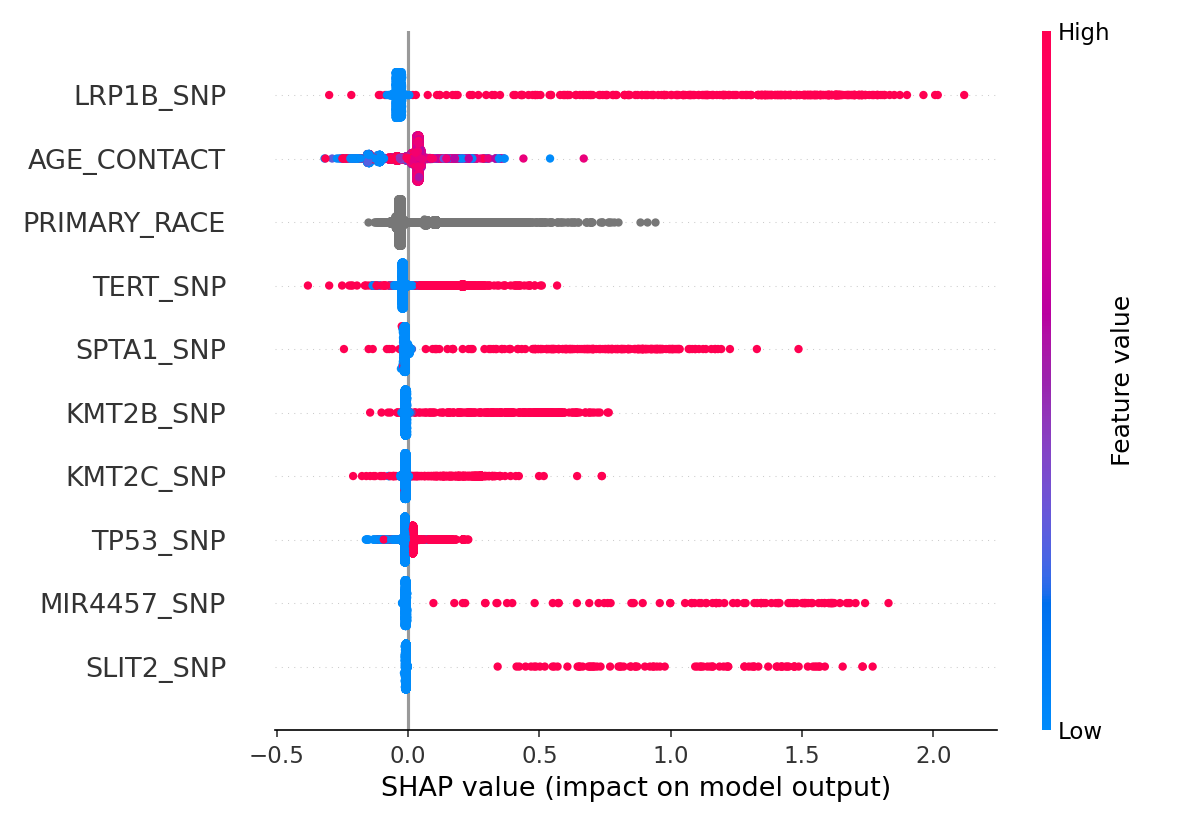 High
LRP1B_SNP
AGE_CONTACT
PRIMARY_RACE
TERT_SNP
SPTA1_SNP
KMT2B_SNP
KMT2C_SNP
TP53_SNP
MIR4457_SNP
SLIT2_SNP
Feature value
Low
−0.5 0.0 0.5 1.0 1.5 2.0
SHAP value (impact on model output)